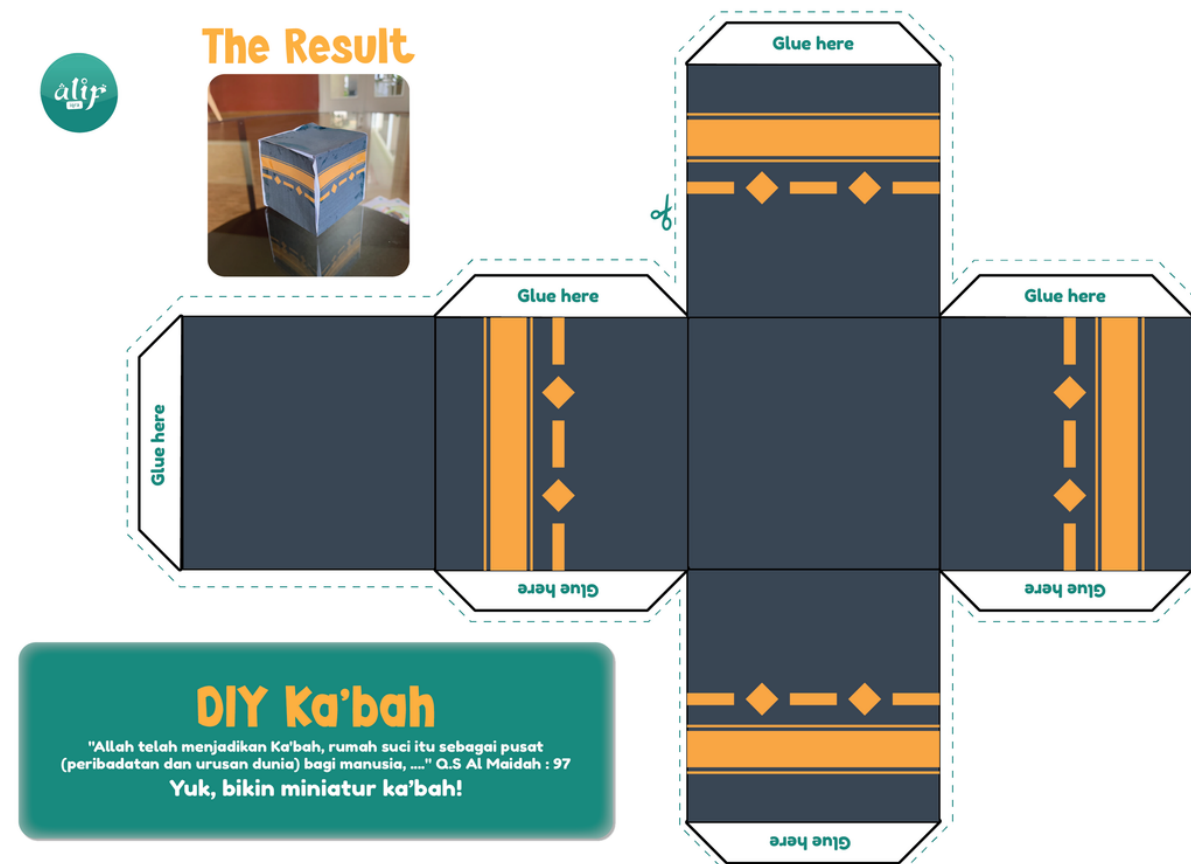 The Result
alip
Glue here
Glue here
Glue here
Glue here
Glue here
Glue here
Glue here
DIY Ka'bah
"Allah telah menjadikan Ka'bah, rumah suci itu sebagai pusat
(peribadatan dan urusan dunia) bagi manusia, ...." Q.S Al Maidah : 97
Yuk, bikin miniatur ka'bah!